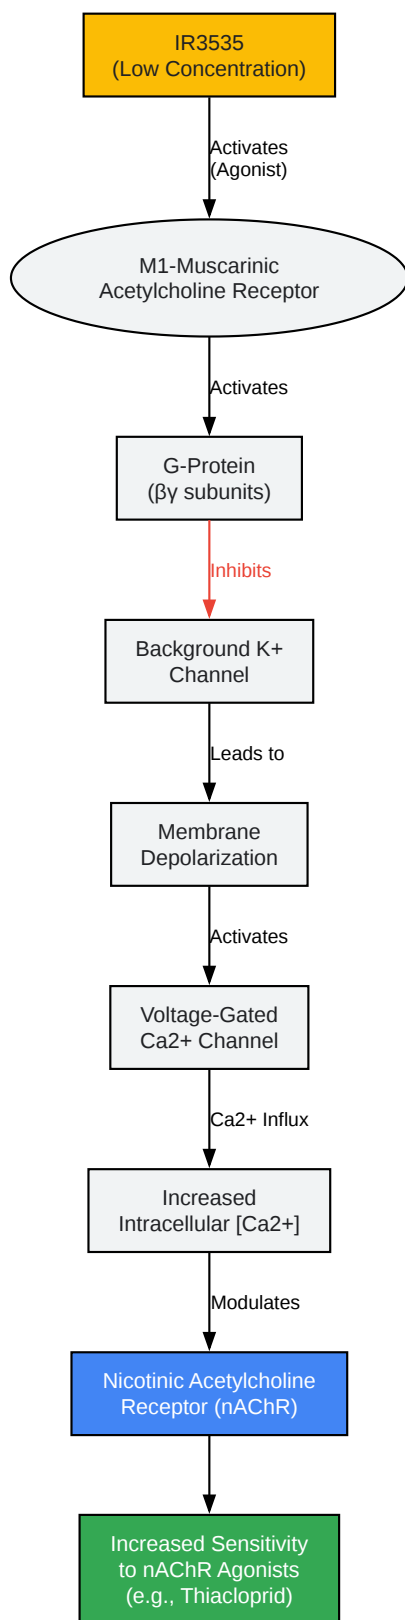 IR3535
(Low Concentration)
Activates
(Agonist)
M1-Muscarinic
Acetylcholine Receptor
Activates
G-Protein
(βγ subunits)
Inhibits
Background K+
Channel
Leads to
Membrane
Depolarization
Activates
Voltage-Gated
Ca2+ Channel
Ca2+ Influx
Increased
Intracellular [Ca2+]
Modulates
Nicotinic Acetylcholine
Receptor (nAChR)
Increased Sensitivity
to nAChR Agonists
(e.g., Thiacloprid)